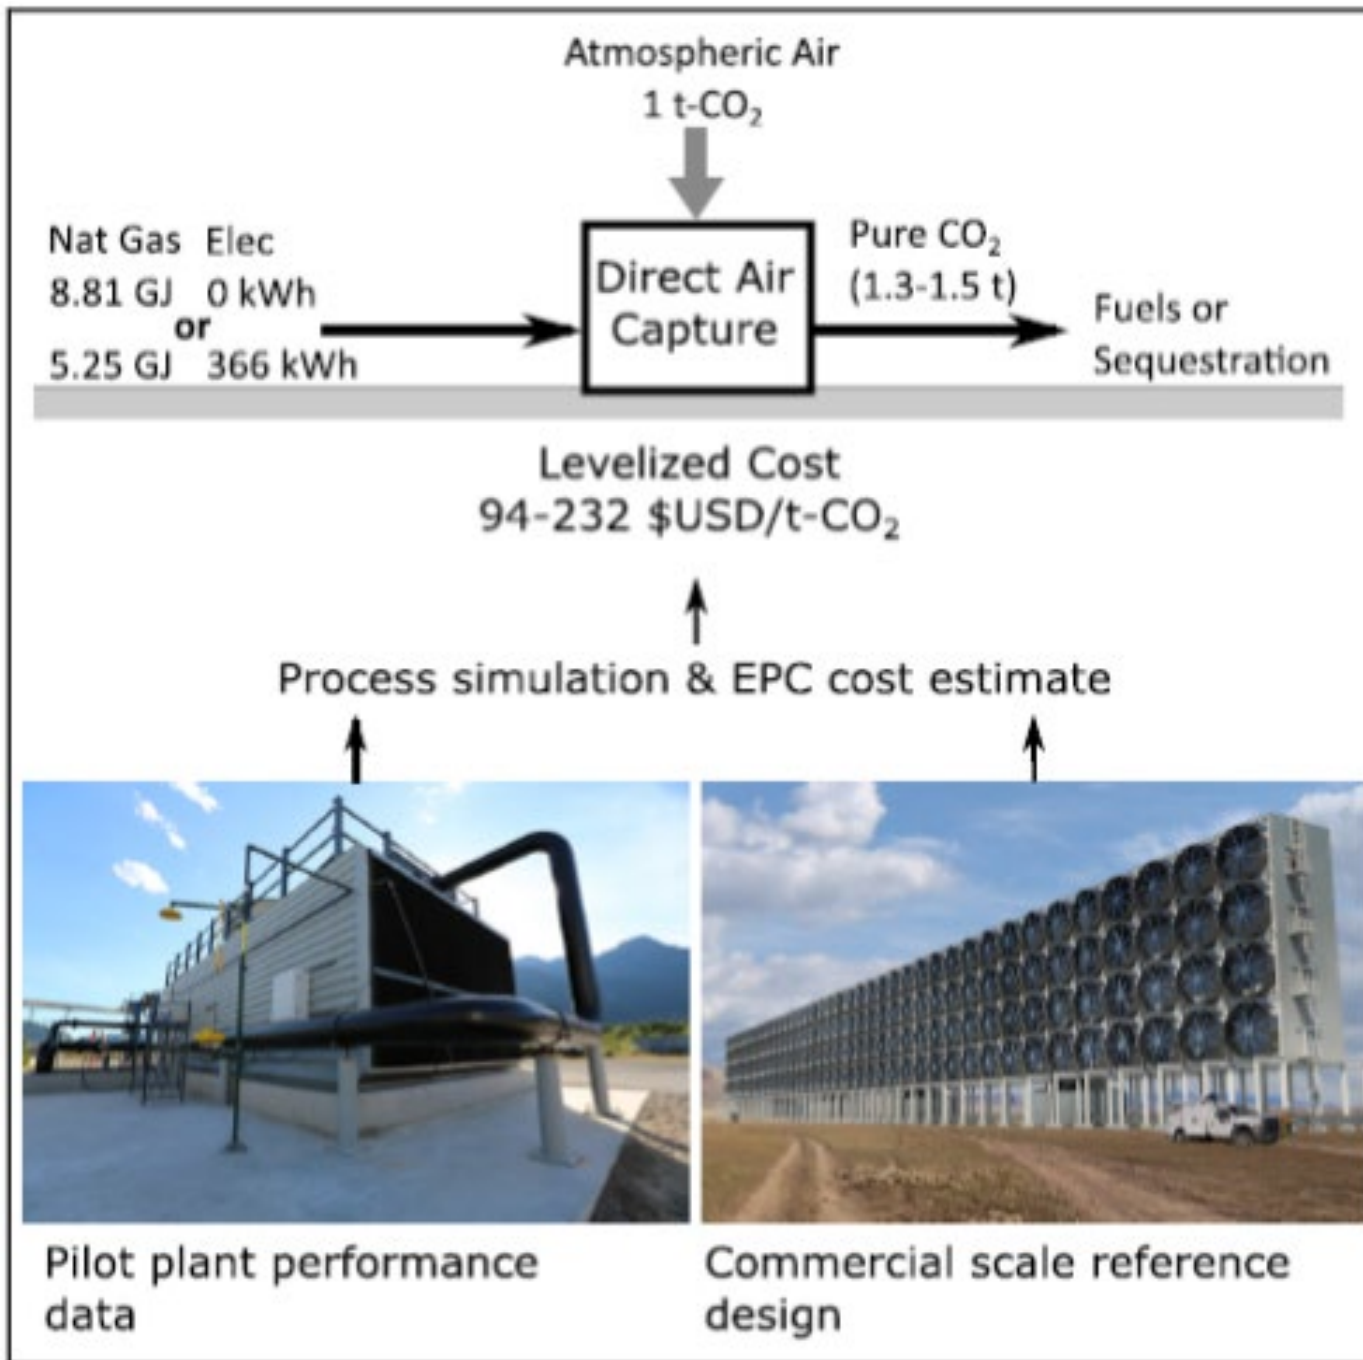 Atmospheric Air
1 t-CO₂
Nat Gas Elec
8.81 GJ 0 kWh
or
5.25 GJ 366 kWh
Direct Air
Capture
Pure CO₂
(1.3-1.5 t)
Fuels or
Sequestration
Levelized Cost
94-232 $USD/t-CO₂
Process simulation & EPC cost estimate
Pilot plant performance
data
Commercial scale reference
design